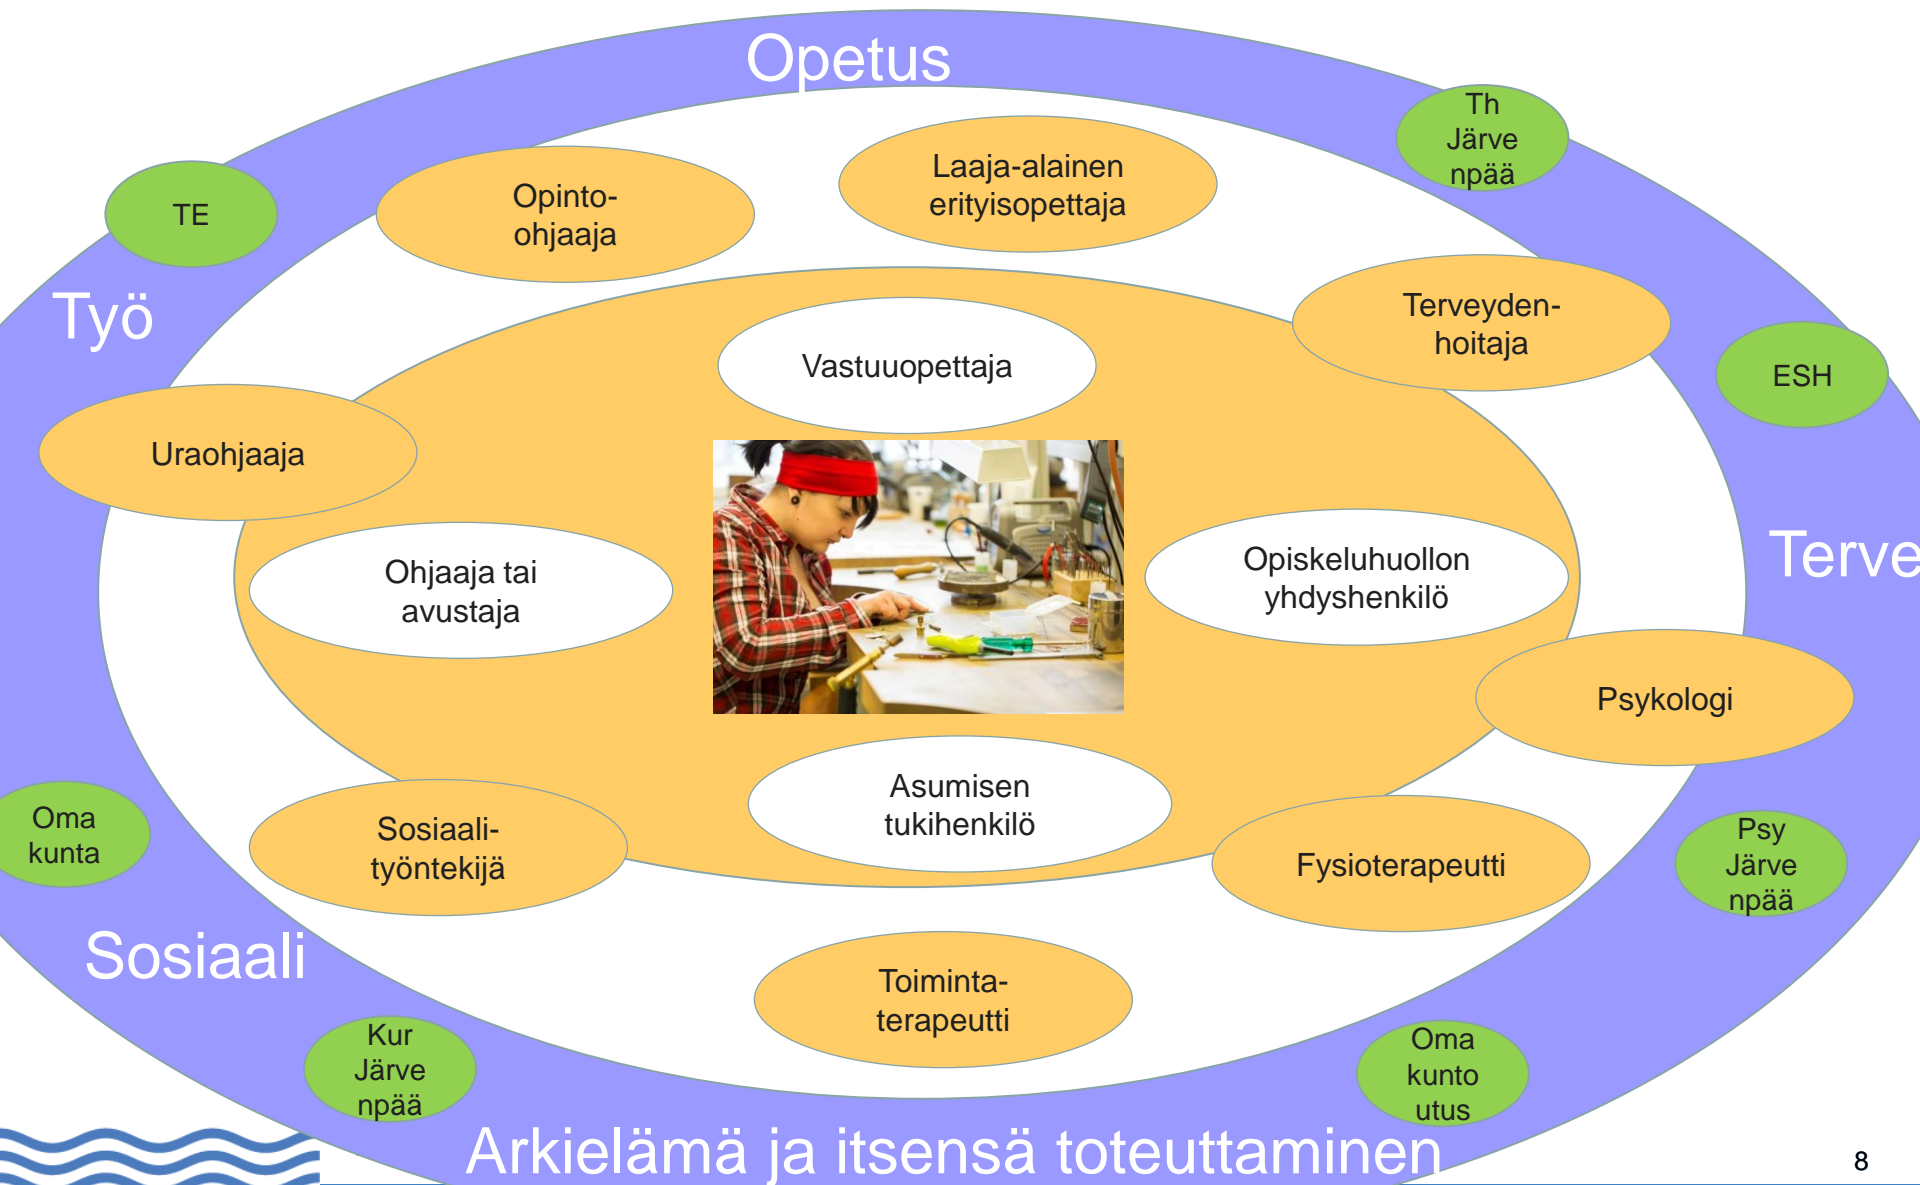 Opetus
Th
Järve
npää
Laaja-alainen
erityisopettaja
Opinto-
ohjaaja
TE
Työ
Terveyden-
hoitaja
Vastuuopettaja
ESH
Uraohjaaja
Ohjaaja tai
avustaja
Opiskeluhuollon
yhdyshenkilö
Terve
Psykologi
Asumisen
tukihenkilö
Oma
kunta
Sosiaali-
työntekijä
Fysioterapeutti
Psy
Järve
npää
Sosiaali
Toiminta-
terapeutti
Kur
Järve
npää
Oma
kunto
utus
Arkielämä ja itsensä toteuttaminen
8